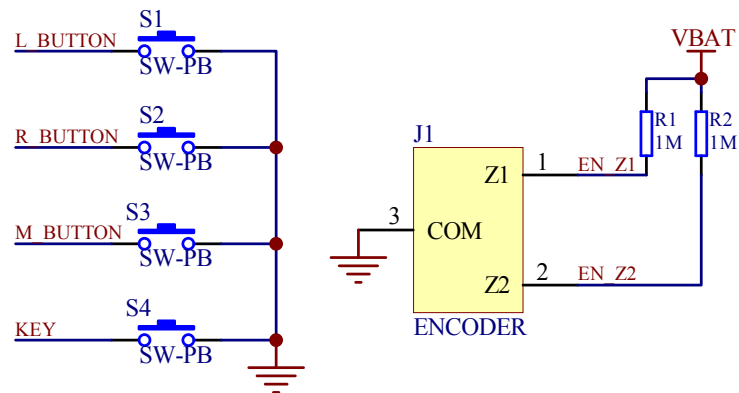 S1
L_BUTTON
SW-PB
S2
R_BUTTON
SW-PB
S3
M_BUTTON
SW-PB
S4
KEY
SW-PB
VBAT
R1
1M
R2
1M
J1
Z1
1
EN_Z1
3
COM
Z2
2
EN_Z2
ENCODER